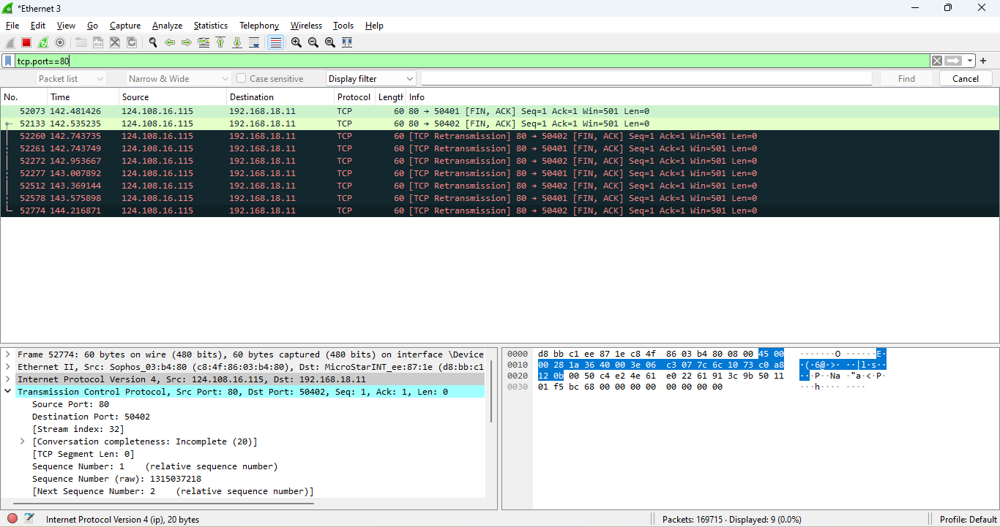 *Ethernet 3
File Edit View Go Capture Analyze Statistics Telephony Wireless Tools Help
tcp.port==80
Packet list Narrow & Wide Case sensitive Display filter Find Cancel
No. Time Source Destination Protocol Length Info
52073 142.481426 124.108.16.115 192.168.18.11 TCP 60 80 → 50401 [FIN, ACK] Seq=1 Ack=1 Win=501 Len=0
52133 142.535235 124.108.16.115 192.168.18.11 TCP 60 80 → 50402 [FIN, ACK] Seq=1 Ack=1 Win=501 Len=0
52260 142.743735 124.108.16.115 192.168.18.11 TCP 60 [TCP Retransmission] 80 → 50402 [FIN, ACK] Seq=1 Ack=1 Win=501 Len=0
52261 142.743749 124.108.16.115 192.168.18.11 TCP 60 [TCP Retransmission] 80 → 50401 [FIN, ACK] Seq=1 Ack=1 Win=501 Len=0
52272 142.953667 124.108.16.115 192.168.18.11 TCP 60 [TCP Retransmission] 80 → 50402 [FIN, ACK] Seq=1 Ack=1 Win=501 Len=0
52277 143.007892 124.108.16.115 192.168.18.11 TCP 60 [TCP Retransmission] 80 → 50401 [FIN, ACK] Seq=1 Ack=1 Win=501 Len=0
52512 143.369144 124.108.16.115 192.168.18.11 TCP 60 [TCP Retransmission] 80 → 50402 [FIN, ACK] Seq=1 Ack=1 Win=501 Len=0
52578 143.575898 124.108.16.115 192.168.18.11 TCP 60 [TCP Retransmission] 80 → 50401 [FIN, ACK] Seq=1 Ack=1 Win=501 Len=0
52774 144.216871 124.108.16.115 192.168.18.11 TCP 60 [TCP Retransmission] 80 → 50402 [FIN, ACK] Seq=1 Ack=1 Win=501 Len=0
Frame 52774: 60 bytes on wire (480 bits), 60 bytes captured (480 bits) on interface \Device
Ethernet II, Src: Sophos_03:b4:80 (c8:4f:86:03:b4:80), Dst: MicroStarINT_ee:87:1e (d8:bb:c1
Internet Protocol Version 4, Src: 124.108.16.115, Dst: 192.168.18.11
Transmission Control Protocol, Src Port: 80, Dst Port: 50402, Seq: 1, Ack: 1, Len: 0
Source Port: 80
Destination Port: 50402
[Stream index: 32]
[Conversation completeness: Incomplete (20)]
[TCP Segment Len: 0]
Sequence Number: 1 (relative sequence number)
Sequence Number (raw): 1315037218
[Next Sequence Number: 2 (relative sequence number)]
0000 d8 bb c1 ee 87 1e c8 4f 86 03 b4 80 08 00 45 00 ·······O ······E·
0010 00 28 1a 36 40 00 3e 06 c3 07 7c 6c 10 73 c0 a8 ·(·6@·>· ··|l·s··
0020 12 0b 00 50 c4 e2 4e 61 e0 22 61 91 3c 9b 50 11 ···P··Na ·"a·<·P·
0030 01 f5 bc 68 00 00 00 00 00 00 00 00 ···h···· ····
Internet Protocol Version 4 (ip), 20 bytes Packets: 169715 · Displayed: 9 (0.0%) Profile: Default